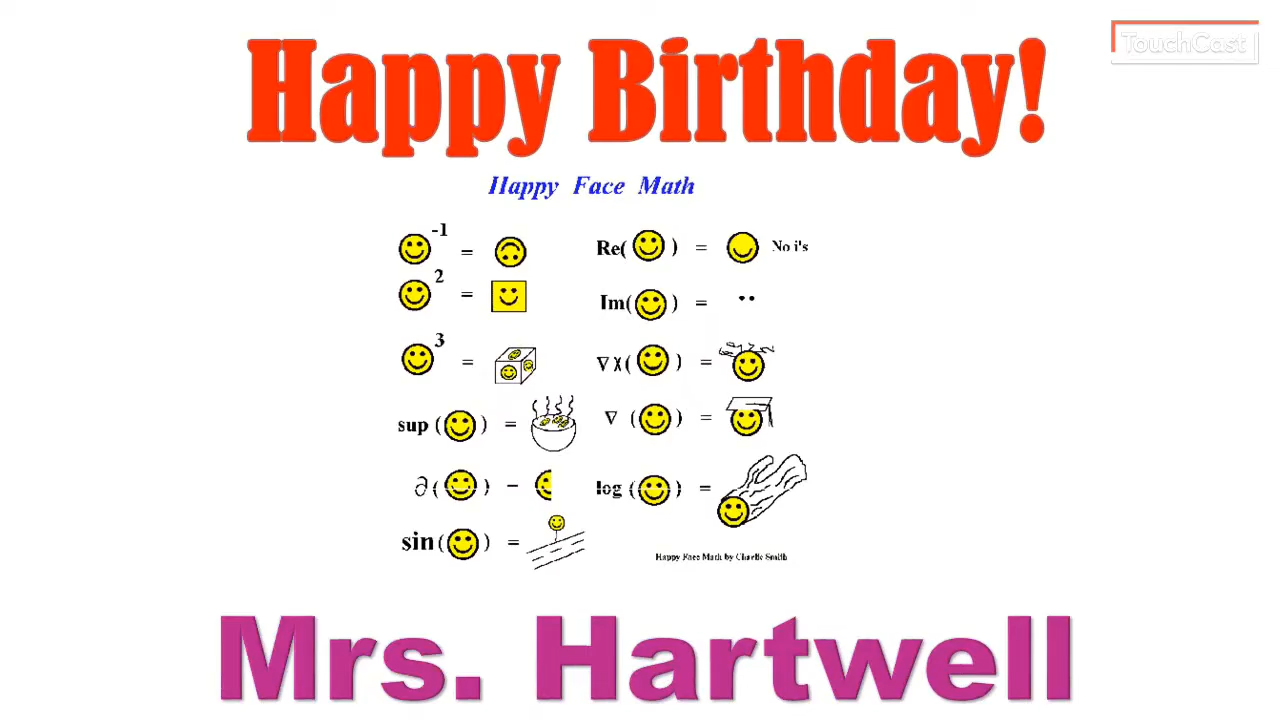 Happy Birthday!
TouchCast
Happy Face Math
-1 =
2 =
3 =
sup ( ) =
∂ ( ) =
sin ( ) =
Re( ) = No i's
Im( ) =
∇ X ( ) =
∇ ( ) =
log ( ) =
Happy Face Math by Charlie Smith
Mrs. Hartwell